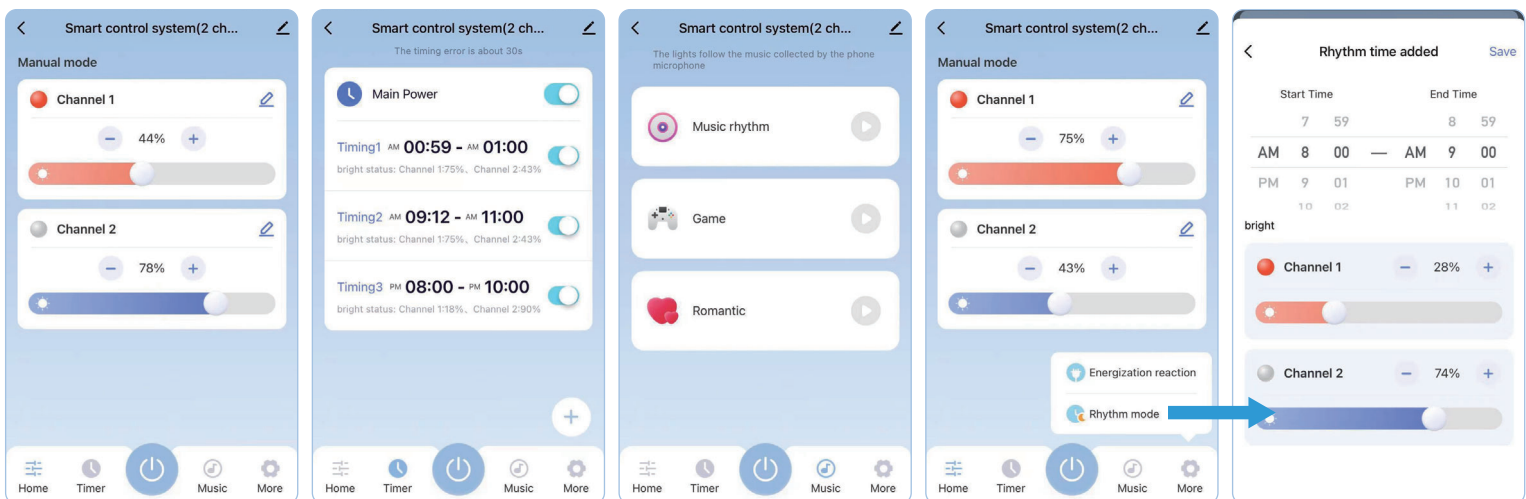 Smart control system(2 ch...
Manual mode
Channel 1
44%
Channel 2
78%
Home
Timer
Music
More
Smart control system(2 ch...
The timing error is about 30s
Main Power
Timing1 AM 00:59 - AM 01:00
bright status: Channel 1:75%、Channel 2:43%
Timing2 AM 09:12 - AM 11:00
bright status: Channel 1:75%、Channel 2:43%
Timing3 PM 08:00 - PM 10:00
bright status: Channel 1:18%、Channel 2:90%
Home
Timer
Music
More
Smart control system(2 ch...
The lights follow the music collected by the phone
microphone
Music rhythm
Game
Romantic
Home
Timer
Music
More
Smart control system(2 ch...
Manual mode
Channel 1
75%
Channel 2
43%
Energization reaction
Rhythm mode
Home
Timer
Music
More
Rhythm time added Save
Start Time End Time
7 59 8 59
AM 8 00 — AM 9 00
PM 9 01 PM 10 01
10 02 11 02
bright
Channel 1 − 28% +
Channel 2 − 74% +